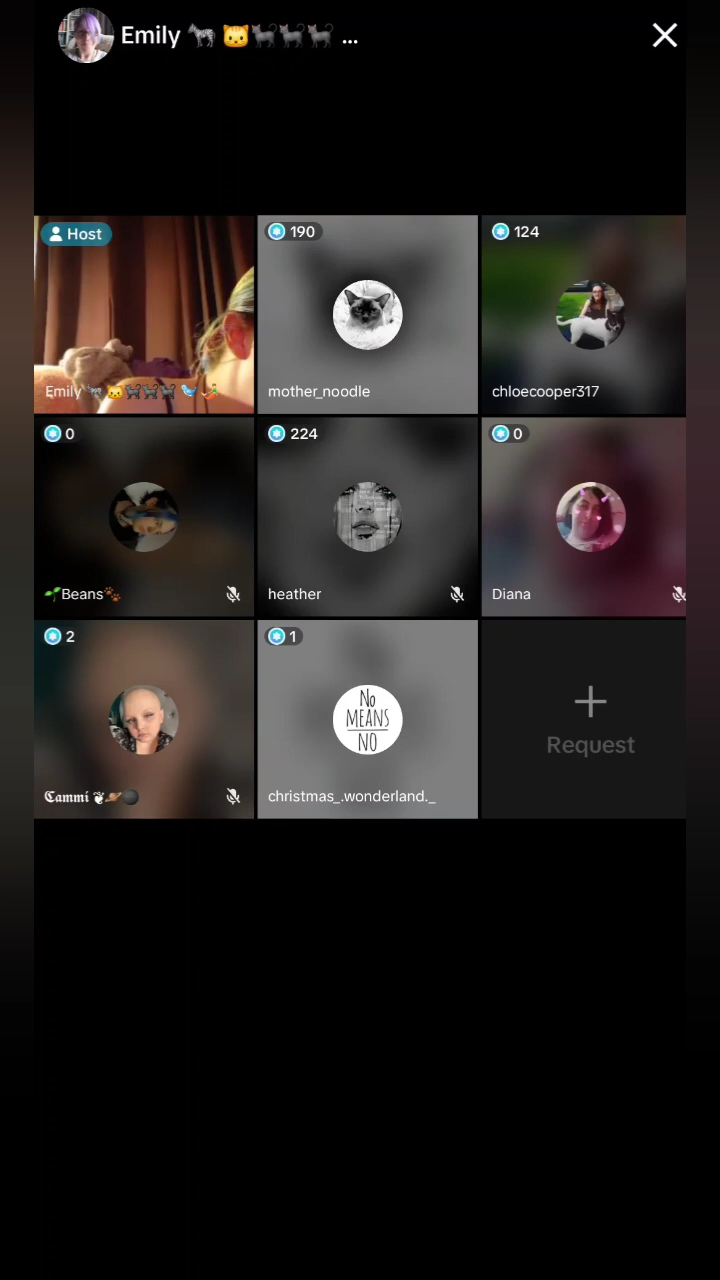 Emily 🦓 🐱🐈‍⬛🐈‍⬛🐈‍⬛ ...
Host
190
124
Emily 🦓 🐱🐈‍⬛🐈‍⬛🐈‍⬛ 🐦 🧜‍♀️
mother_noodle
chloecooper317
0
224
0
🌱Beans🐾
heather
Diana
2
1
No
MEANS
NO
Request
ℭ𝔞𝔪𝔪𝔦 ❦🪐🌑
christmas_.wonderland._